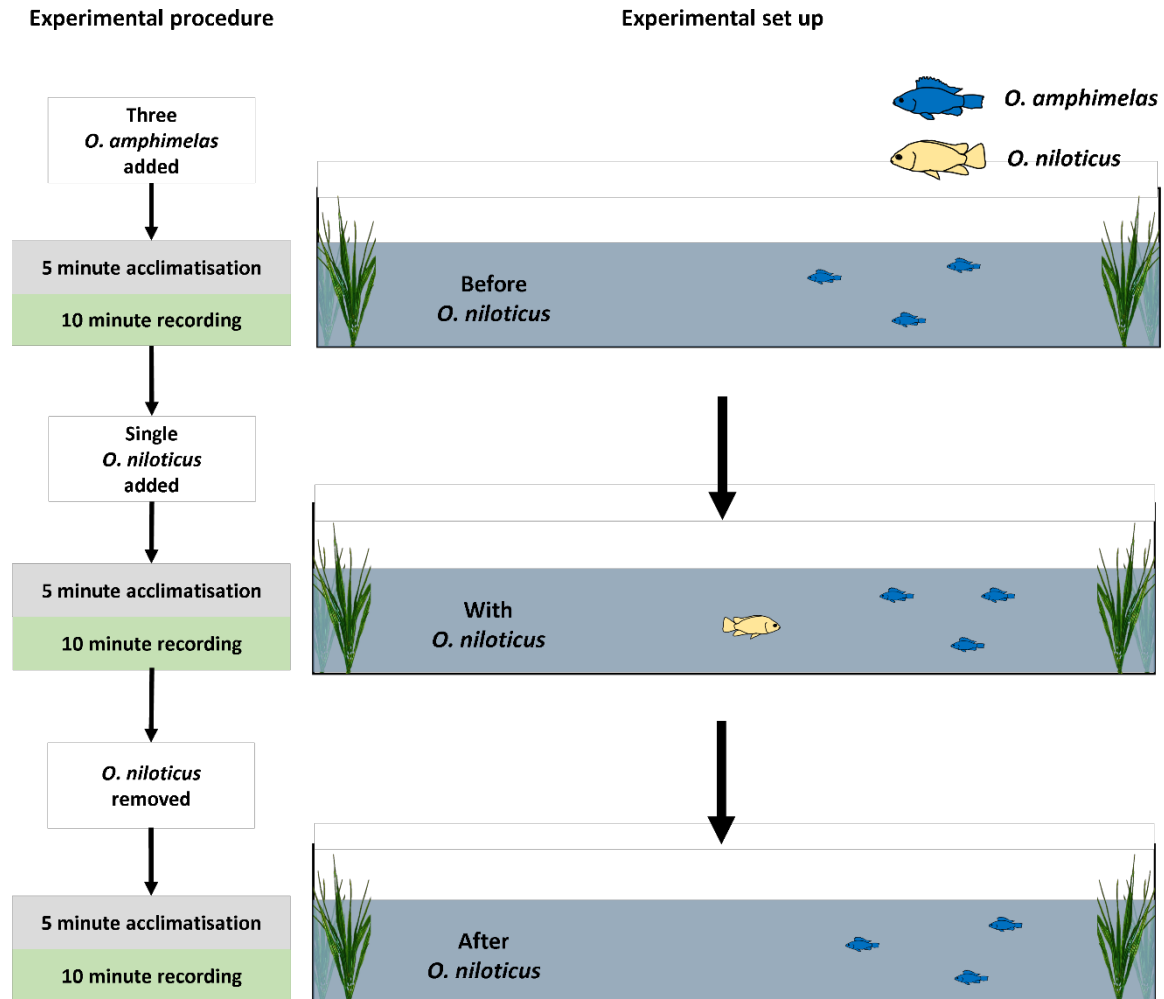 Experimental procedure
Experimental set up
O. amphimelas
O. niloticus
Three
O. amphimelas
added
5 minute acclimatisation
10 minute recording
Before
O. niloticus
Single
O. niloticus
added
5 minute acclimatisation
10 minute recording
With
O. niloticus
O. niloticus
removed
5 minute acclimatisation
10 minute recording
After
O. niloticus